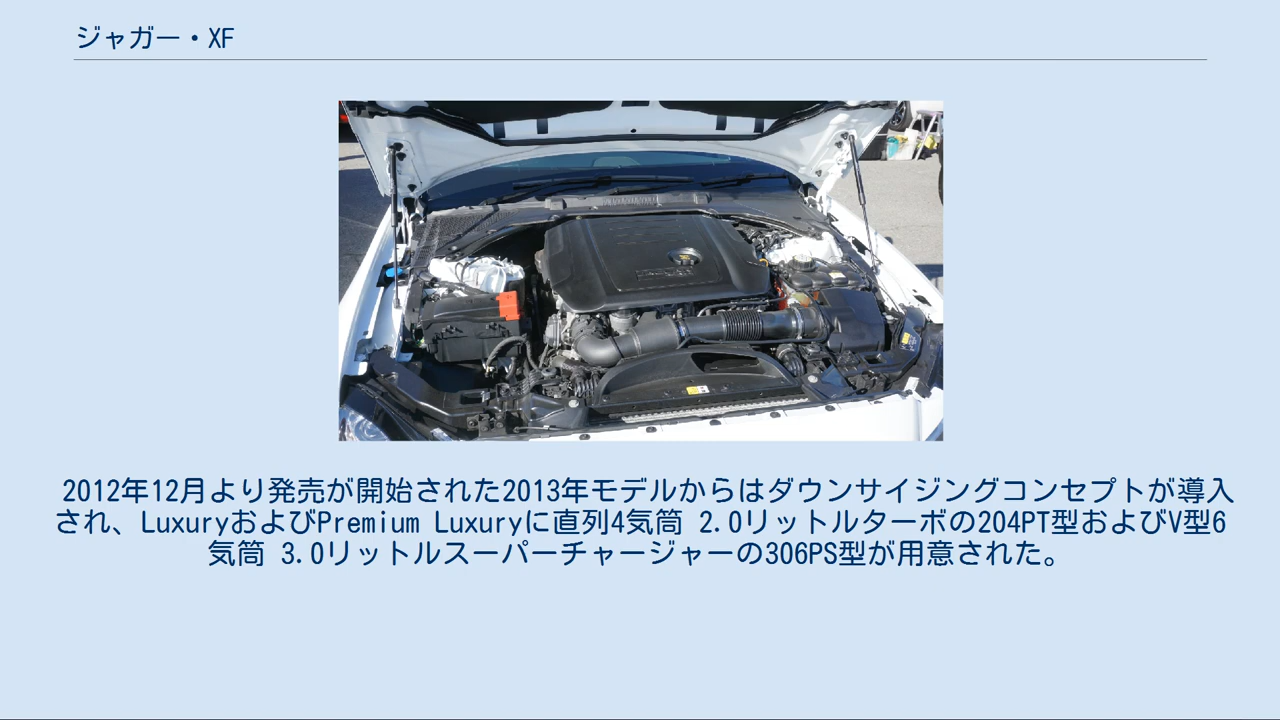 ジャガー・XF
2012年12月より発売が開始された2013年モデルからはダウンサイジングコンセプトが導入
され、LuxuryおよびPremium Luxuryに直列4気筒 2.0リットルターボの204PT型およびV型6
気筒 3.0リットルスーパーチャージャーの306PS型が用意された。